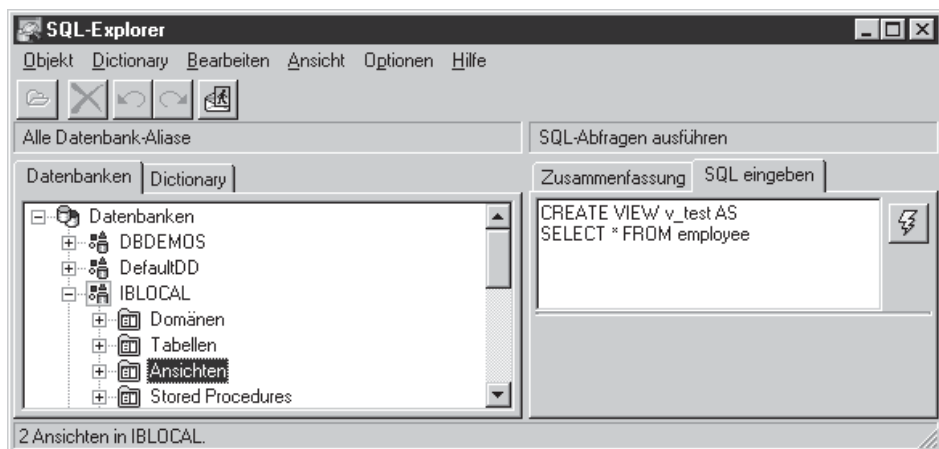 SQL-Explorer
Objekt Dictionary Bearbeiten Ansicht Optionen Hilfe
Alle Datenbank-Aliase
SQL-Abfragen ausführen
Datenbanken Dictionary
Zusammenfassung SQL eingeben
Datenbanken
DBDEMOS
DefaultDD
IBLOCAL
Domänen
Tabellen
Ansichten
Stored Procedures
CREATE VIEW v_test AS
SELECT * FROM employee
2 Ansichten in IBLOCAL.